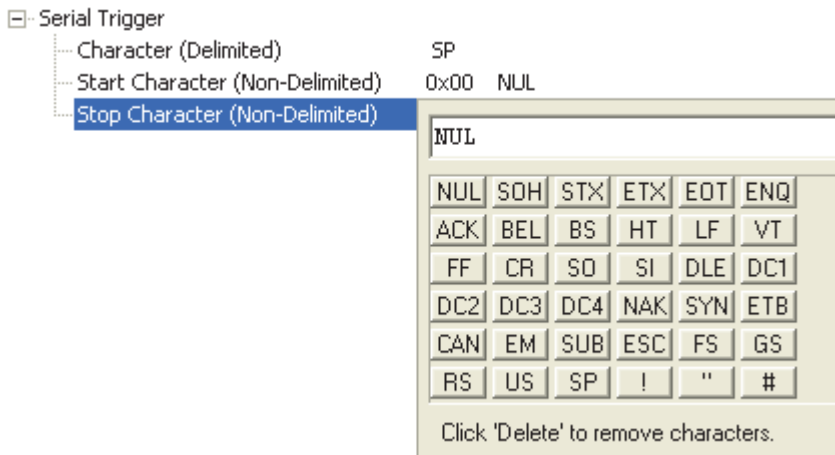 Serial Trigger
Character (Delimited) SP
Start Character (Non-Delimited) 0x00 NUL
Stop Character (Non-Delimited)
NUL
NUL SOH STX ETX EOT ENQ
ACK BEL BS HT LF VT
FF CR SO SI DLE DC1
DC2 DC3 DC4 NAK SYN ETB
CAN EM SUB ESC FS GS
RS US SP ! " #
Click 'Delete' to remove characters.